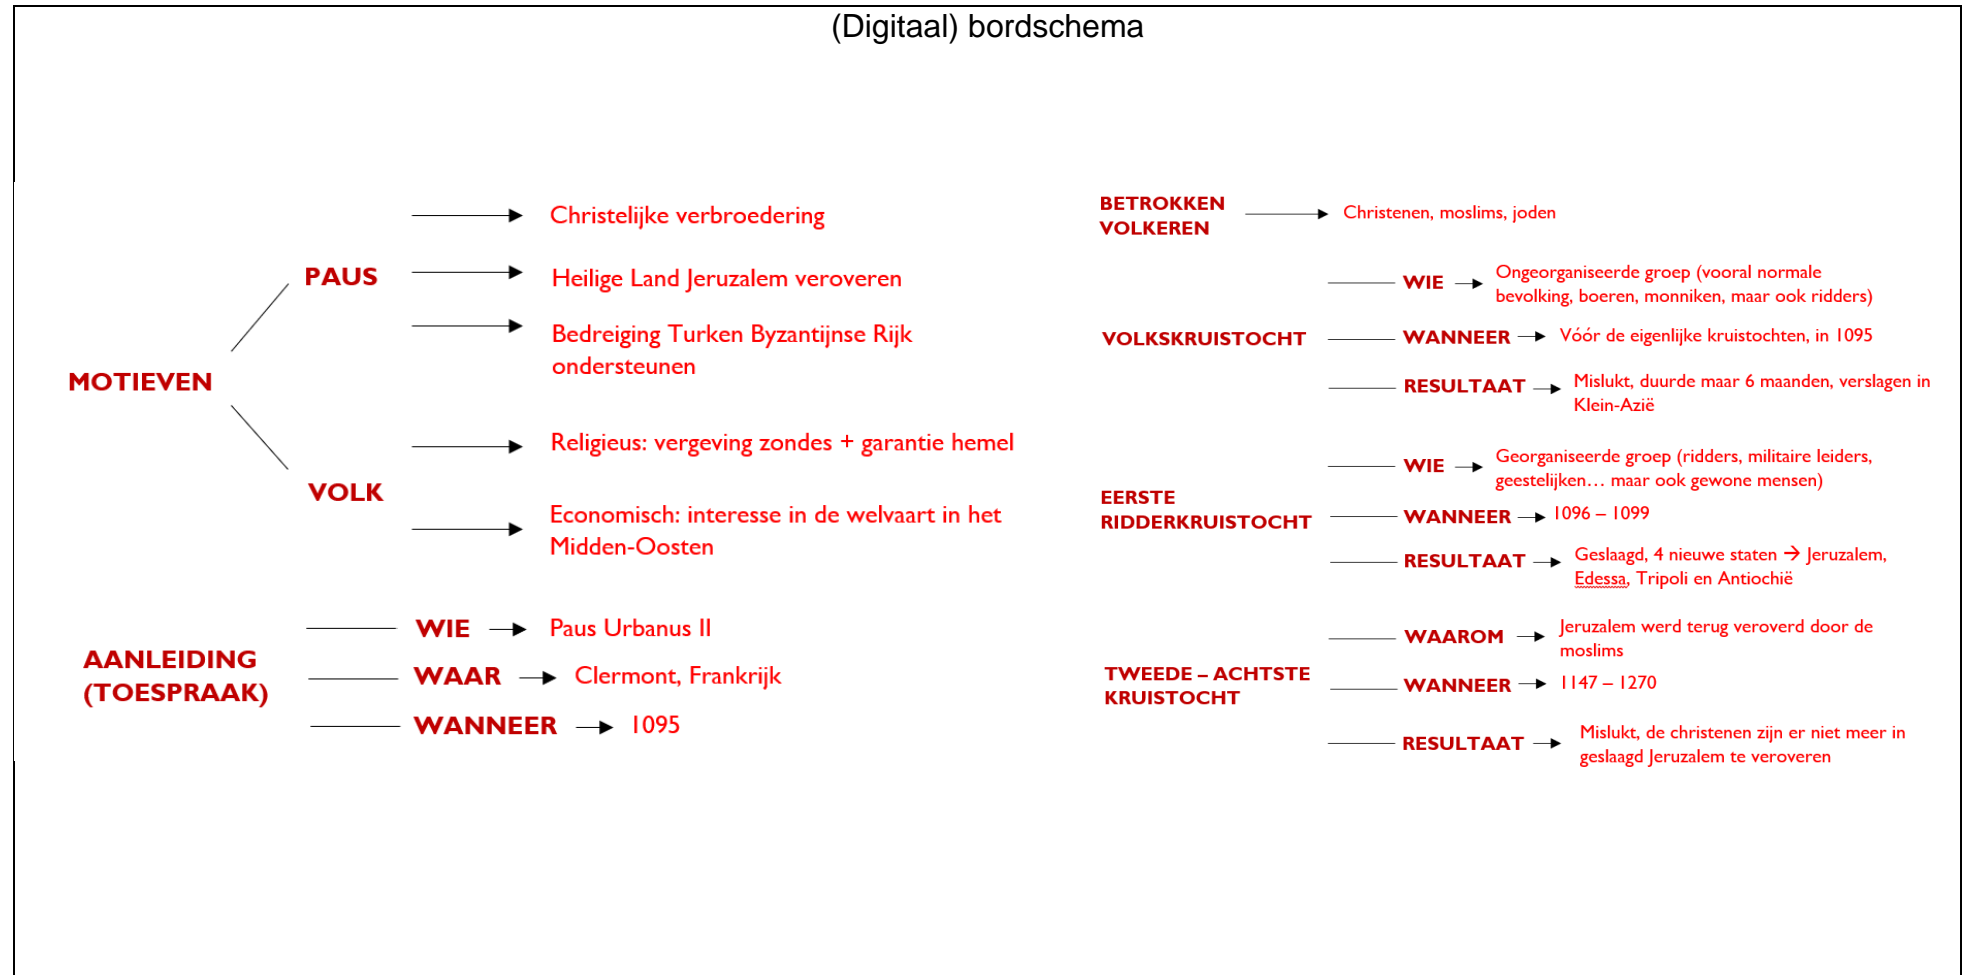 (Digitaal) bordschema
MOTIEVEN
PAUS
Christelijke verbroedering
Heilige Land Jeruzalem veroveren
Bedreiging Turken Byzantijnse Rijk
ondersteunen
VOLK
Religieus: vergeving zondes + garantie hemel
Economisch: interesse in de welvaart in het
Midden-Oosten
AANLEIDING
(TOESPRAAK)
WIE
Paus Urbanus II
WAAR
Clermont, Frankrijk
WANNEER
1095
BETROKKEN
VOLKEREN
Christenen, moslims, joden
VOLKSKRUISTOCHT
WIE
Ongeorganiseerde groep (vooral normale
bevolking, boeren, monniken, maar ook ridders)
WANNEER
Vóór de eigenlijke kruistochten, in 1095
RESULTAAT
Mislukt, duurde maar 6 maanden, verslagen in
Klein-Azië
EERSTE
RIDDERKRUISTOCHT
WIE
Georganiseerde groep (ridders, militaire leiders,
geestelijken… maar ook gewone mensen)
WANNEER
1096 – 1099
RESULTAAT
Geslaagd, 4 nieuwe staten → Jeruzalem,
Edessa, Tripoli en Antiochië
TWEEDE – ACHTSTE
KRUISTOCHT
WAAROM
Jeruzalem werd terug veroverd door de
moslims
WANNEER
1147 – 1270
RESULTAAT
Mislukt, de christenen zijn er niet meer in
geslaagd Jeruzalem te veroveren